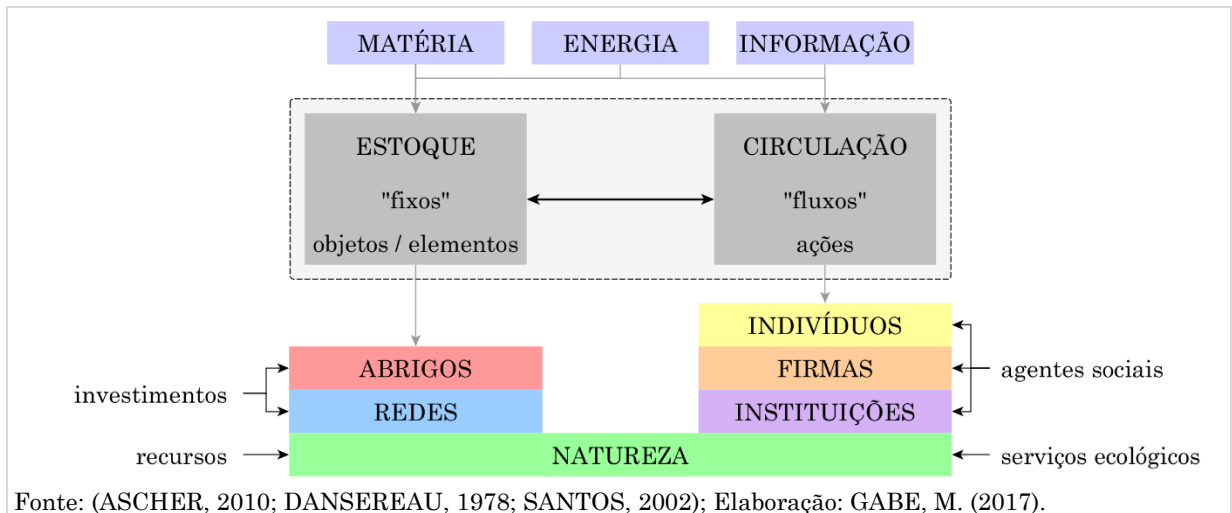 MATÉRIA
ENERGIA
INFORMAÇÃO
ESTOQUE
CIRCULAÇÃO
"fixos"
"fluxos"
objetos / elementos
ações
INDIVÍDUOS
ABRIGOS
FIRMAS
investimentos
agentes sociais
REDES
INSTITUIÇÕES
recursos
NATUREZA
serviços ecológicos
Fonte: (ASCHER, 2010; DANSEREAU, 1978; SANTOS, 2002); Elaboração: GABE, M. (2017).